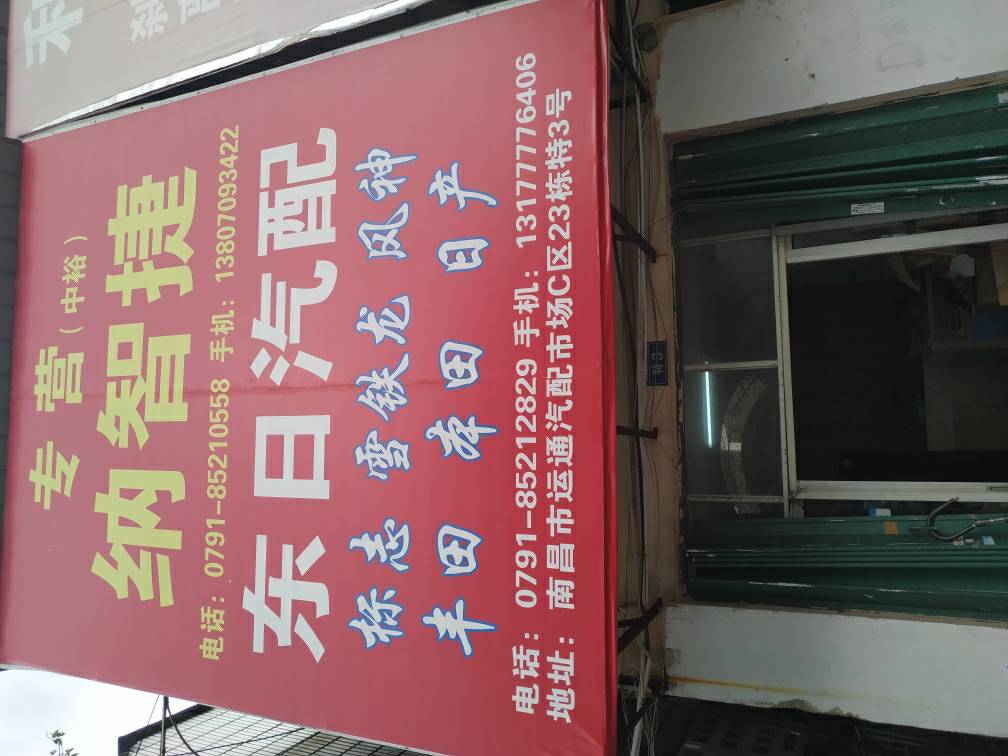 专营（中裕）
纳智捷
电话：0791-85210558 手机：13807093422
东日汽配
标志 雪铁龙 风神
丰田 本田 日产
电话：0791-85212829 手机：13177776406
地址：南昌市运通汽配市场C区23栋特3号
特3